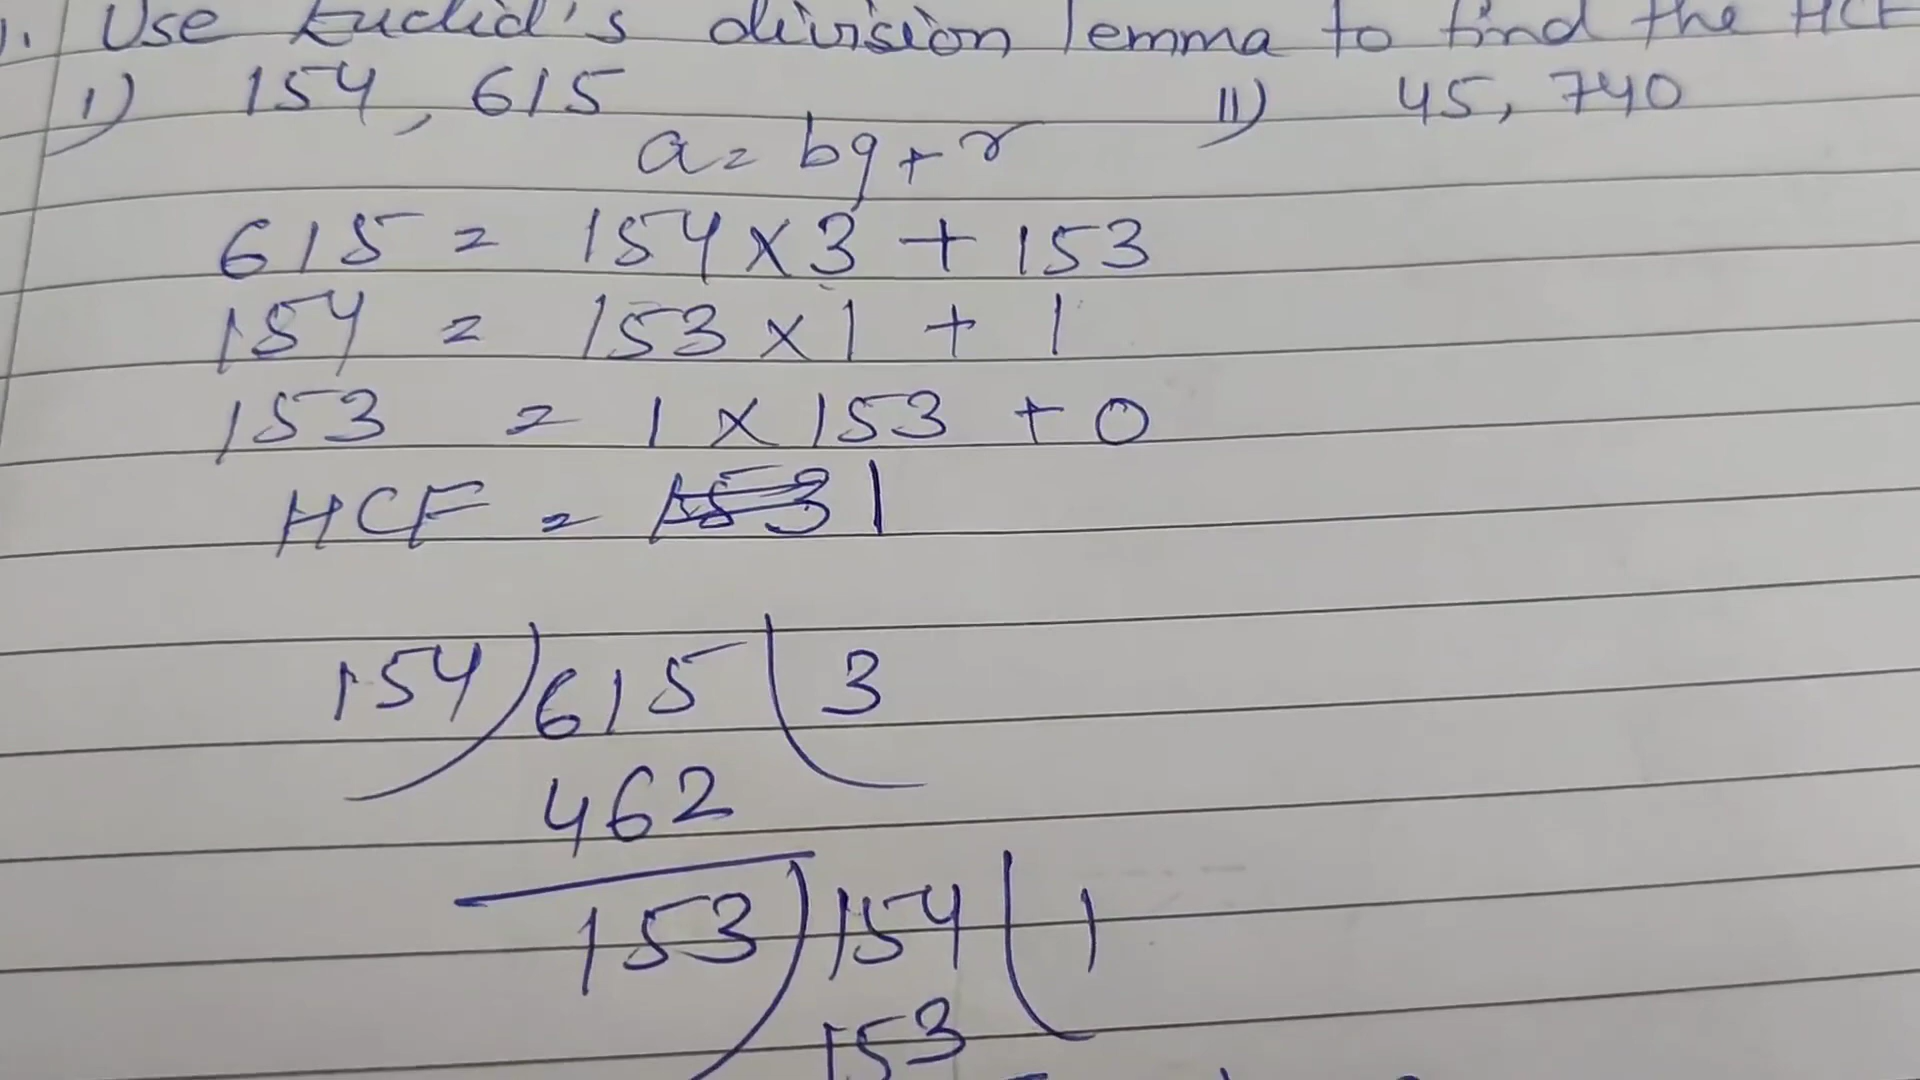 1. Use Euclid's division lemma to find the HCF
I) 154, 615 II) 45, 740
a = bq + r
615 = 154 × 3 + 153
154 = 153 × 1 + 1
153 = 1 × 153 + 0
HCF = 153 1
154) 615 ( 3
462
153) 154 ( 1
153